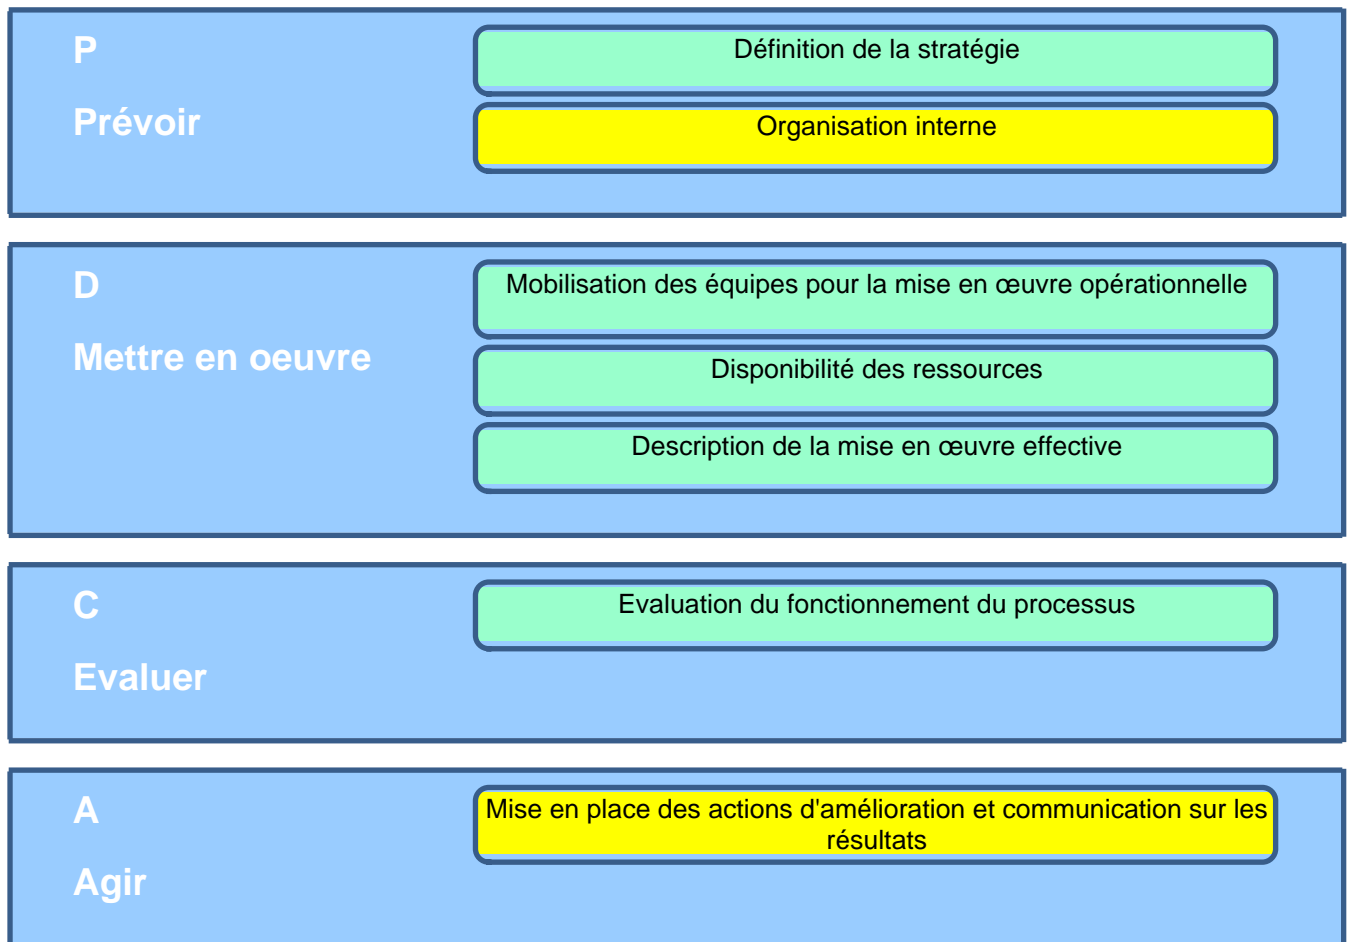 P
Définition de la stratégie
Prévoir
Organisation interne
D
Mobilisation des équipes pour la mise en œuvre opérationnelle
Mettre en oeuvre
Disponibilité des ressources
Description de la mise en œuvre effective
C
Evaluation du fonctionnement du processus
Evaluer
A
Mise en place des actions d'amélioration et communication sur les
résultats
Agir